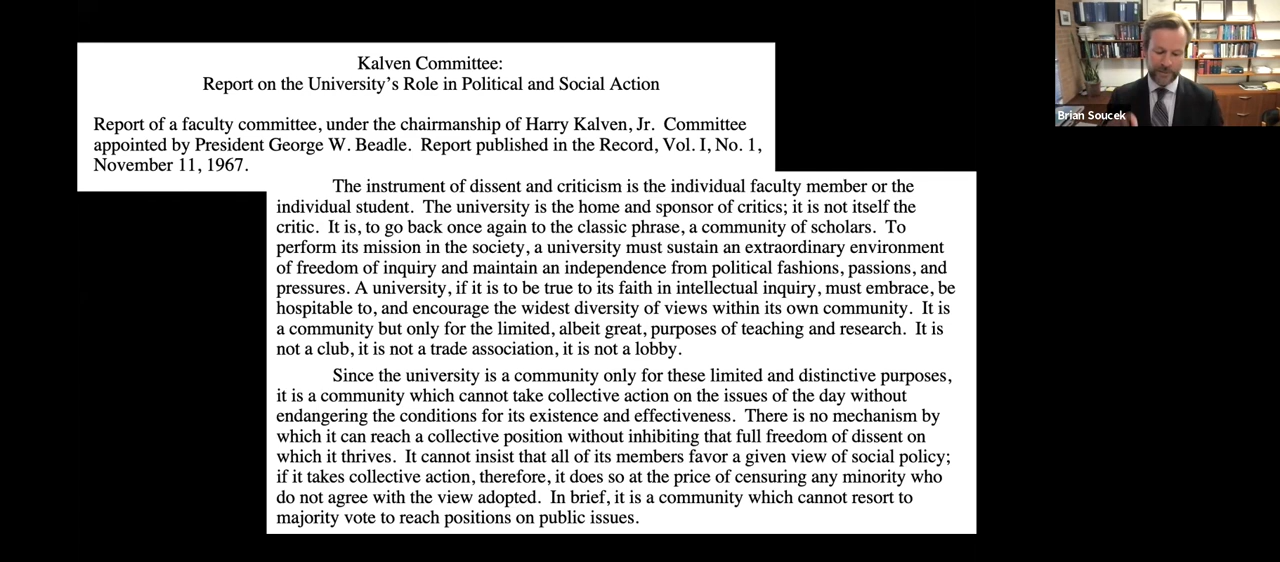 Kalven Committee:
Report on the University's Role in Political and Social Action
Report of a faculty committee, under the chairmanship of Harry Kalven, Jr.  Committee
appointed by President George W. Beadle.  Report published in the Record, Vol. I, No. 1,
November 11, 1967.
The instrument of dissent and criticism is the individual faculty member or the
individual student.  The university is the home and sponsor of critics; it is not itself the
critic.  It is, to go back once again to the classic phrase, a community of scholars.  To
perform its mission in the society, a university must sustain an extraordinary environment
of freedom of inquiry and maintain an independence from political fashions, passions, and
pressures. A university, if it is to be true to its faith in intellectual inquiry, must embrace, be
hospitable to, and encourage the widest diversity of views within its own community.  It is
a community but only for the limited, albeit great, purposes of teaching and research.  It is
not a club, it is not a trade association, it is not a lobby.
Since the university is a community only for these limited and distinctive purposes,
it is a community which cannot take collective action on the issues of the day without
endangering the conditions for its existence and effectiveness.  There is no mechanism by
which it can reach a collective position without inhibiting that full freedom of dissent on
which it thrives.  It cannot insist that all of its members favor a given view of social policy;
if it takes collective action, therefore, it does so at the price of censuring any minority who
do not agree with the view adopted.  In brief, it is a community which cannot resort to
majority vote to reach positions on public issues.
Brian Soucek